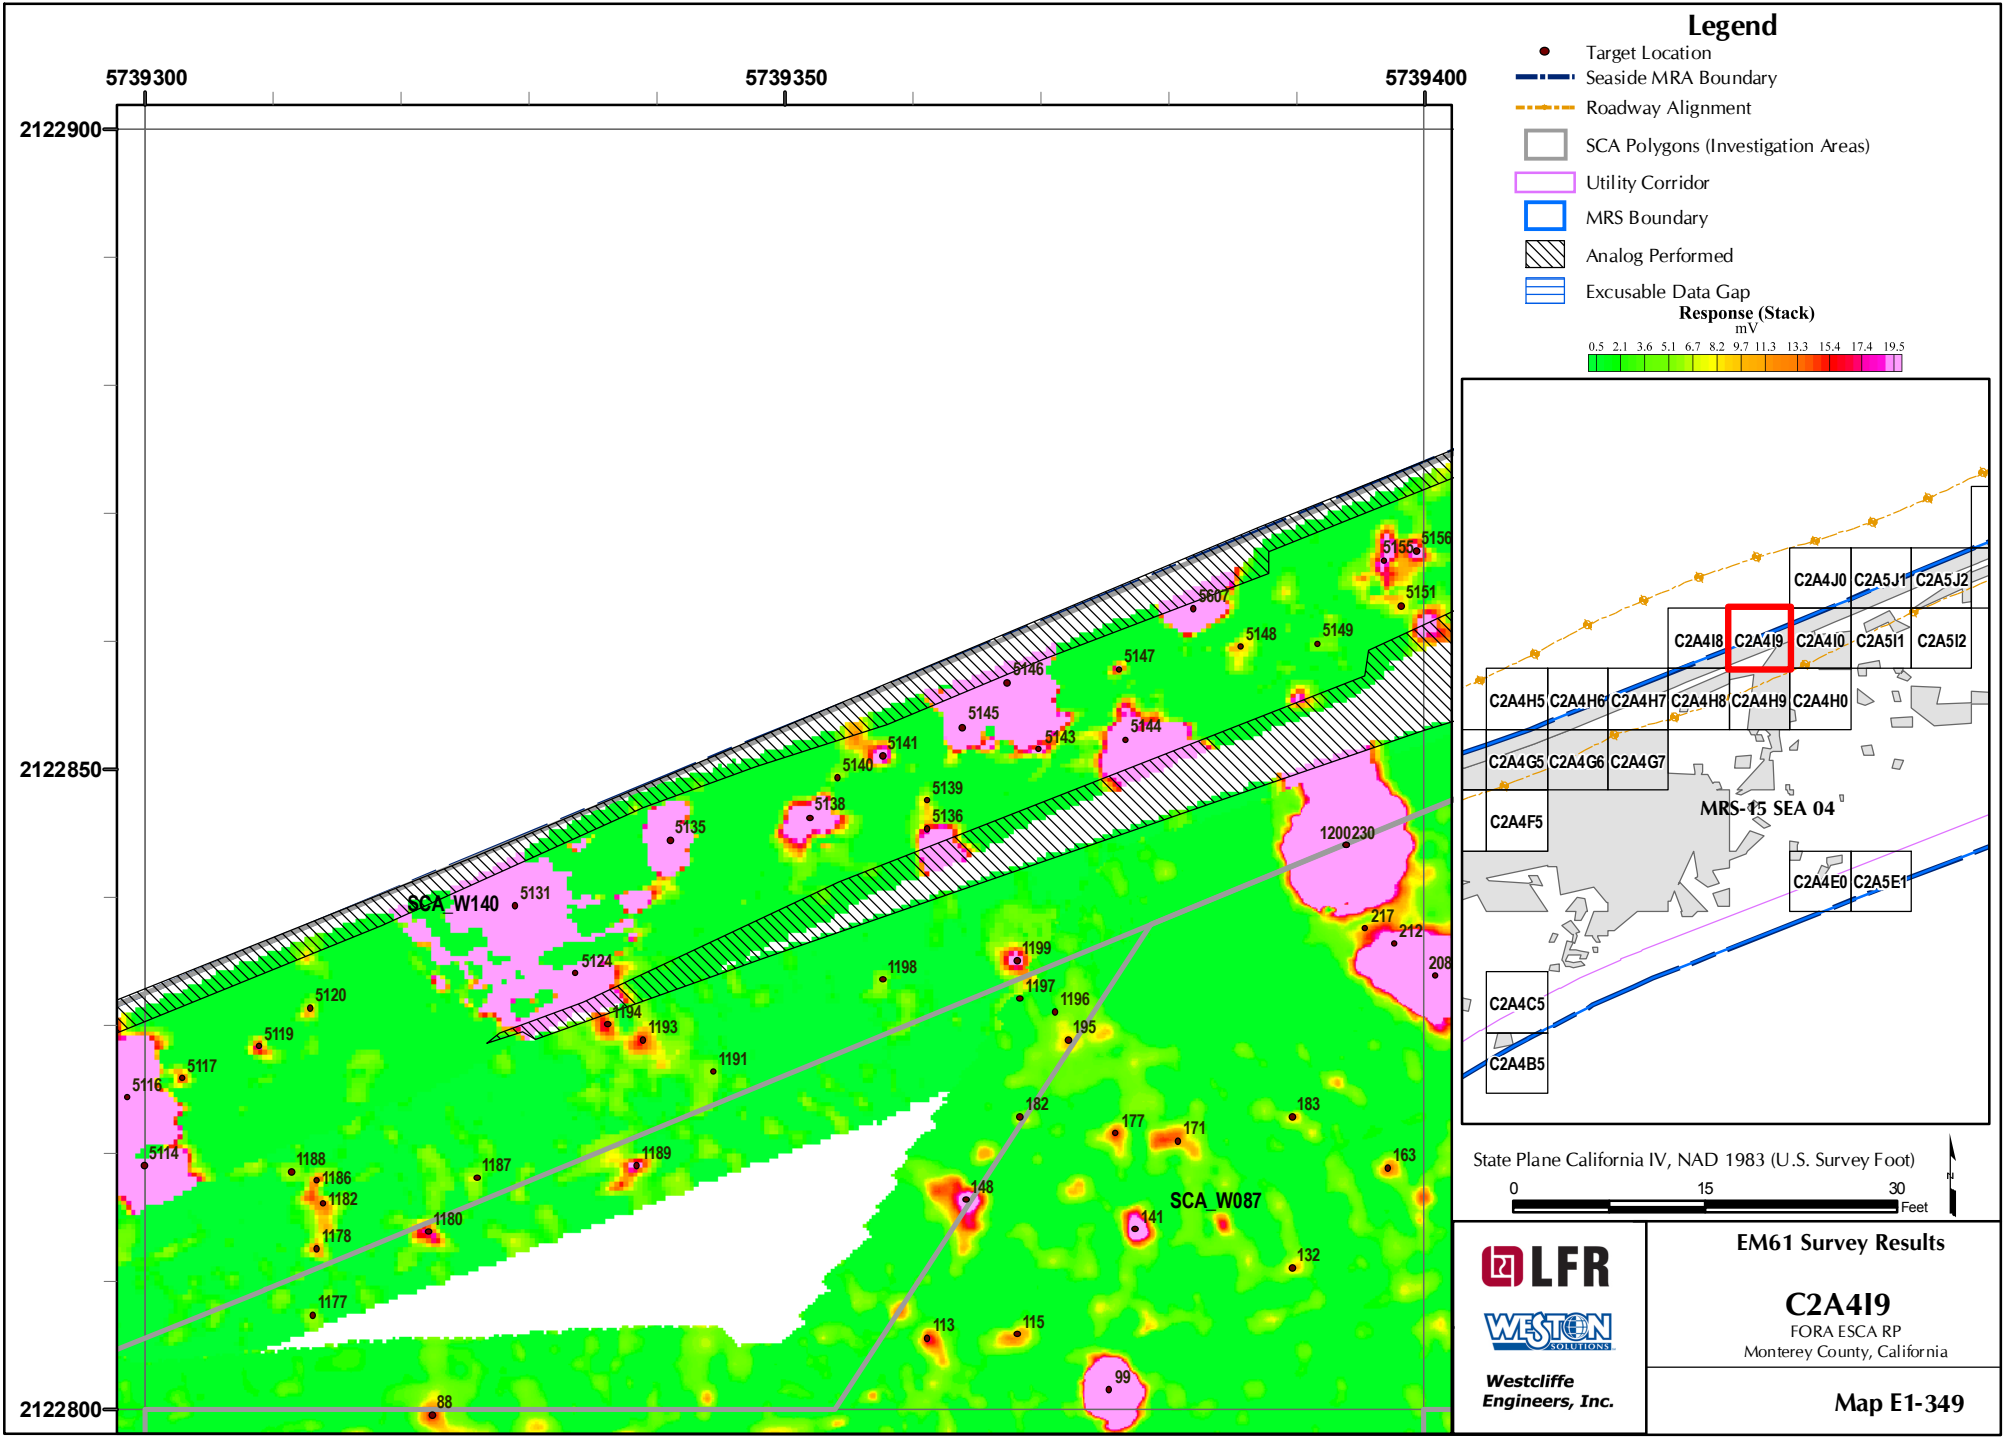 5739300
5739350
5739400
2122900
2122850
2122800
5156
5155
5151
5607
5148
5149
5147
5146
5145
5144
5143
5141
5140
5139
5138
5136
5135
1200230
SCA_W140
5131
217
212
5124
1199
208
1198
1197
5120
1196
1194
1193
195
5119
1191
5117
5116
182
183
177
171
5114
1189
163
1188
1187
1186
148
SCA_W087
1182
141
1180
1178
132
1177
113
115
99
88
Legend
Target Location
Seaside MRA Boundary
Roadway Alignment
SCA Polygons (Investigation Areas)
Utility Corridor
MRS Boundary
Analog Performed
Excusable Data Gap
Response (Stack)
mV
0.5 2.1 3.6 5.1 6.7 8.2 9.7 11.3 13.3 15.4 17.4 19.5
C2A4J0 C2A5J1 C2A5J2
C2A4I8 C2A4I9 C2A4I0 C2A5I1 C2A5I2
C2A4H5 C2A4H6 C2A4H7 C2A4H8 C2A4H9 C2A4H0
C2A4G5 C2A4G6 C2A4G7
MRS-15 SEA 04
C2A4F5
C2A4E0 C2A5E1
C2A4C5
C2A4B5
State Plane California IV, NAD 1983 (U.S. Survey Foot)
0 15 30
Feet
Z
LFR
WESTON
SOLUTIONS
Westcliffe
Engineers, Inc.
EM61 Survey Results
C2A4I9
FORA ESCA RP
Monterey County, California
Map E1-349